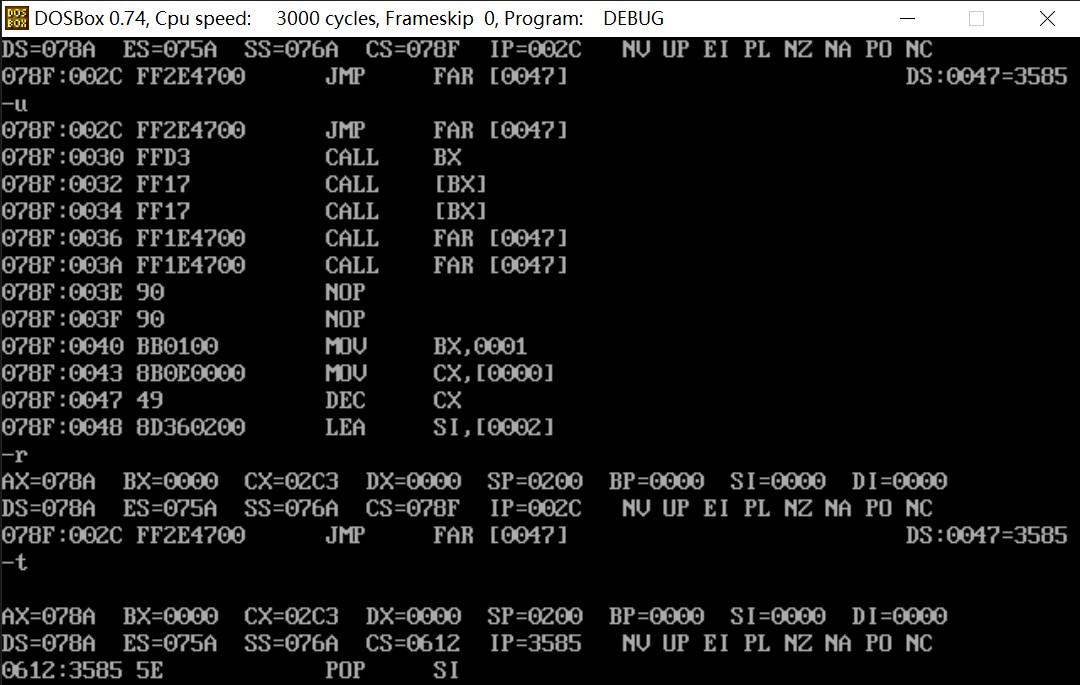 DOSBox 0.74, Cpu speed:    3000 cycles, Frameskip  0, Program:   DEBUG
DS=078A  ES=075A  SS=076A  CS=078F  IP=002C   NV UP EI PL NZ NA PO NC
078F:002C FF2E4700      JMP     FAR [0047]                         DS:0047=3585
-u
078F:002C FF2E4700      JMP     FAR [0047]
078F:0030 FFD3          CALL    BX
078F:0032 FF17          CALL    [BX]
078F:0034 FF17          CALL    [BX]
078F:0036 FF1E4700      CALL    FAR [0047]
078F:003A FF1E4700      CALL    FAR [0047]
078F:003E 90            NOP
078F:003F 90            NOP
078F:0040 BB0100        MOV     BX,0001
078F:0043 8B0E0000      MOV     CX,[0000]
078F:0047 49            DEC     CX
078F:0048 8D360200      LEA     SI,[0002]
-r
AX=078A  BX=0000  CX=02C3  DX=0000  SP=0200  BP=0000  SI=0000  DI=0000
DS=078A  ES=075A  SS=076A  CS=078F  IP=002C   NV UP EI PL NZ NA PO NC
078F:002C FF2E4700      JMP     FAR [0047]                         DS:0047=3585
-t
AX=078A  BX=0000  CX=02C3  DX=0000  SP=0200  BP=0000  SI=0000  DI=0000
DS=078A  ES=075A  SS=076A  CS=0612  IP=3585   NV UP EI PL NZ NA PO NC
0612:3585 5E            POP     SI